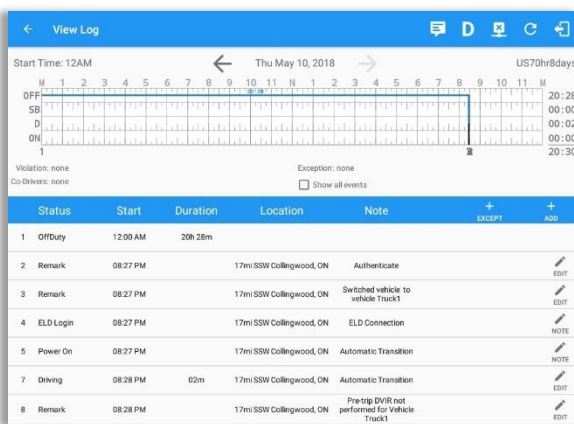 View Log
D
Start Time: 12AM
Thu May 10, 2018
US70hr8days
M 1 2 3 4 5 6 7 8 9 10 11 N 1 2 3 4 5 6 7 8 9 10 11 M
OFF 20:28 20:28
SB 00:00
D 00:02
ON 00:00
1 20:30
Violation: none
Exception: none
Co-Drivers: none
Show all events
Status Start Duration Location Note + EXCEPT + ADD
1 OffDuty 12:00 AM 20h 28m
2 Remark 08:27 PM 17mi SSW Collingwood, ON Authenticate EDIT
3 Remark 08:27 PM 17mi SSW Collingwood, ON Switched vehicle to
vehicle Truck1 EDIT
4 ELD Login 08:27 PM 17mi SSW Collingwood, ON ELD Connection NOTE
5 Power On 08:27 PM 17mi SSW Collingwood, ON Automatic Transition NOTE
7 Driving 08:28 PM 02m 17mi SSW Collingwood, ON Automatic Transition EDIT
8 Remark 08:28 PM 17mi SSW Collingwood, ON Pre-trip DVIR not
performed for Vehicle
Truck1 EDIT